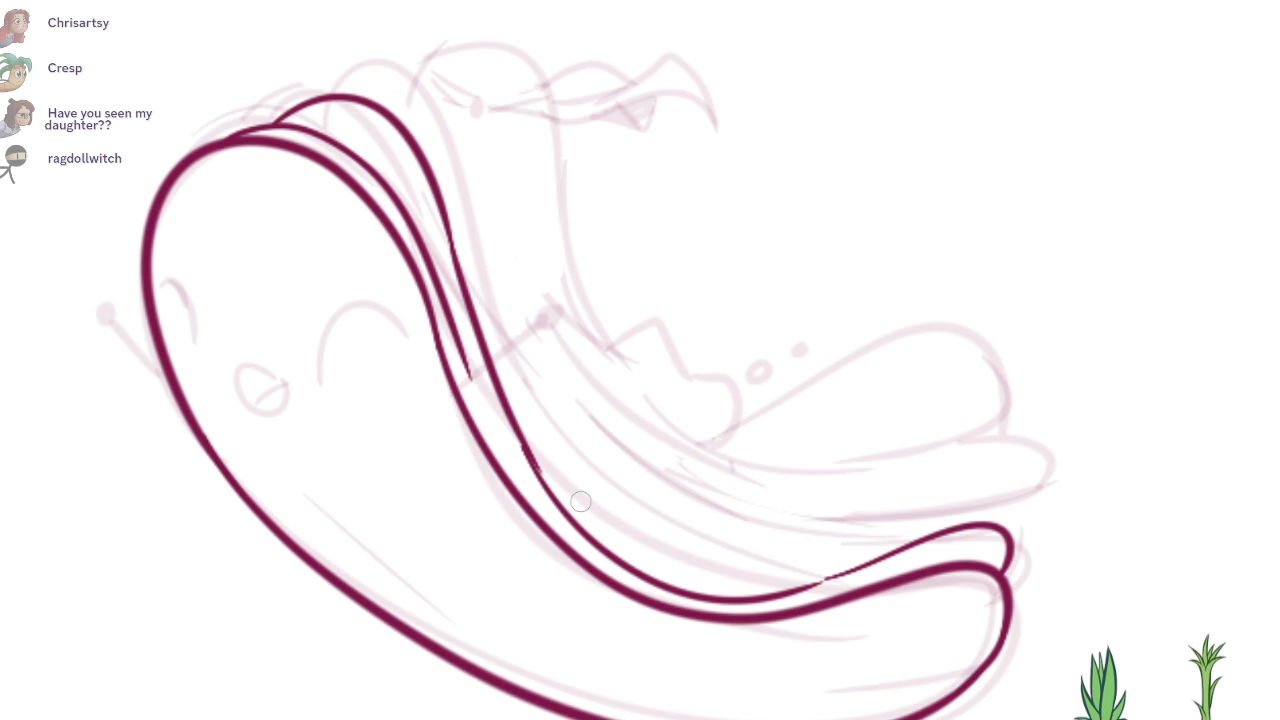 Chrisartsy
Cresp
Have you seen my
daughter??
ragdollwitch